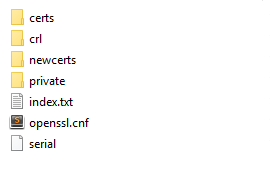 certs
crl
newcerts
private
index.txt
openssl.cnf
serial